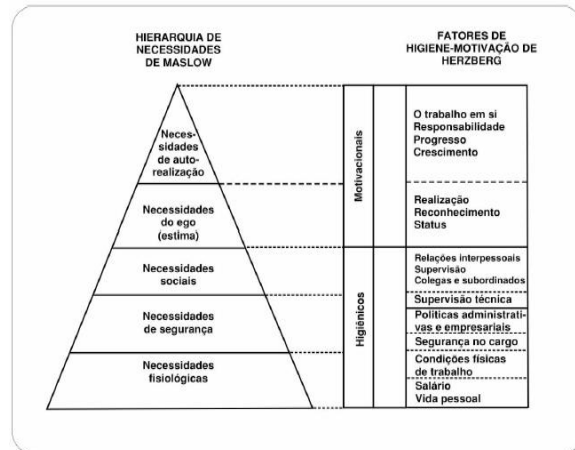 HIERARQUIA DE
NECESSIDADES
DE MASLOW
FATORES DE
HIGIENE-MOTIVAÇÃO DE
HERZBERG
Neces-
sidades
de auto-
realização
Necessidades
do ego
(estima)
Necessidades
sociais
Necessidades
de segurança
Necessidades
fisiológicas
Motivacionais
Higiênicos
O trabalho em si
Responsabilidade
Progresso
Crescimento
Realização
Reconhecimento
Status
Relações interpessoais
Supervisão
Colegas e subordinados
Supervisão técnica
Políticas administrati-
vas e empresariais
Segurança no cargo
Condições físicas
de trabalho
Salário
Vida pessoal